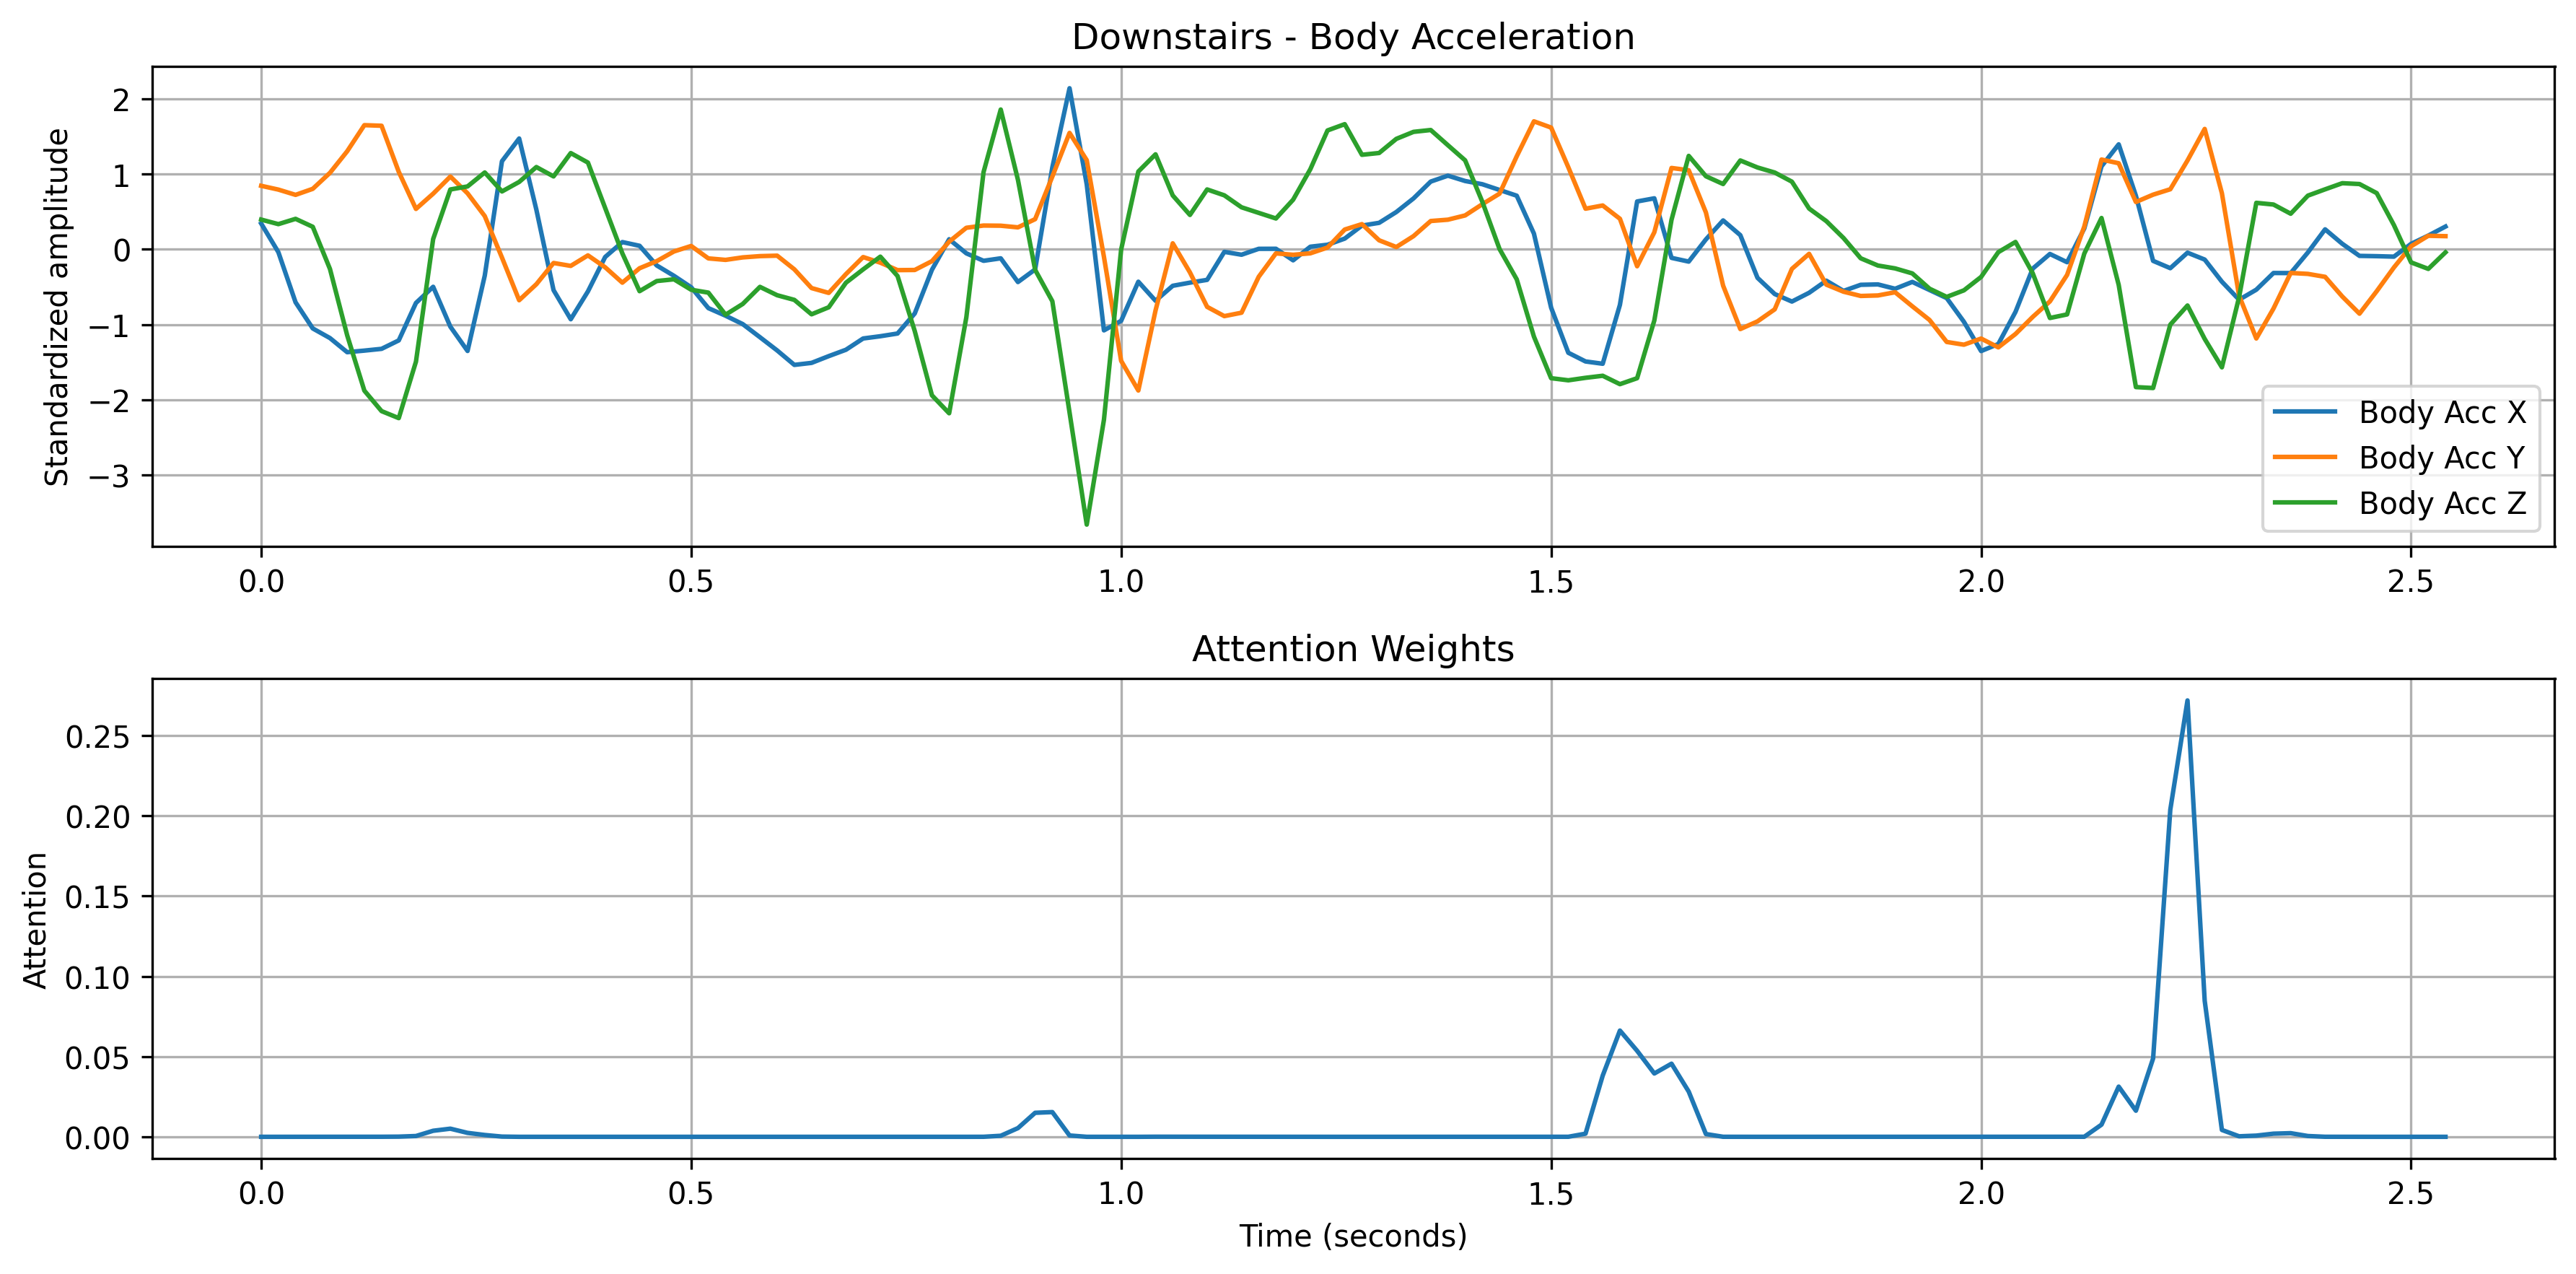 Downstairs - Body Acceleration
Standardized amplitude
2
1
0
−1
−2
−3
Body Acc X
Body Acc Y
Body Acc Z
0.0 0.5 1.0 1.5 2.0 2.5
Attention Weights
Attention
0.25
0.20
0.15
0.10
0.05
0.00
0.0 0.5 1.0 1.5 2.0 2.5
Time (seconds)